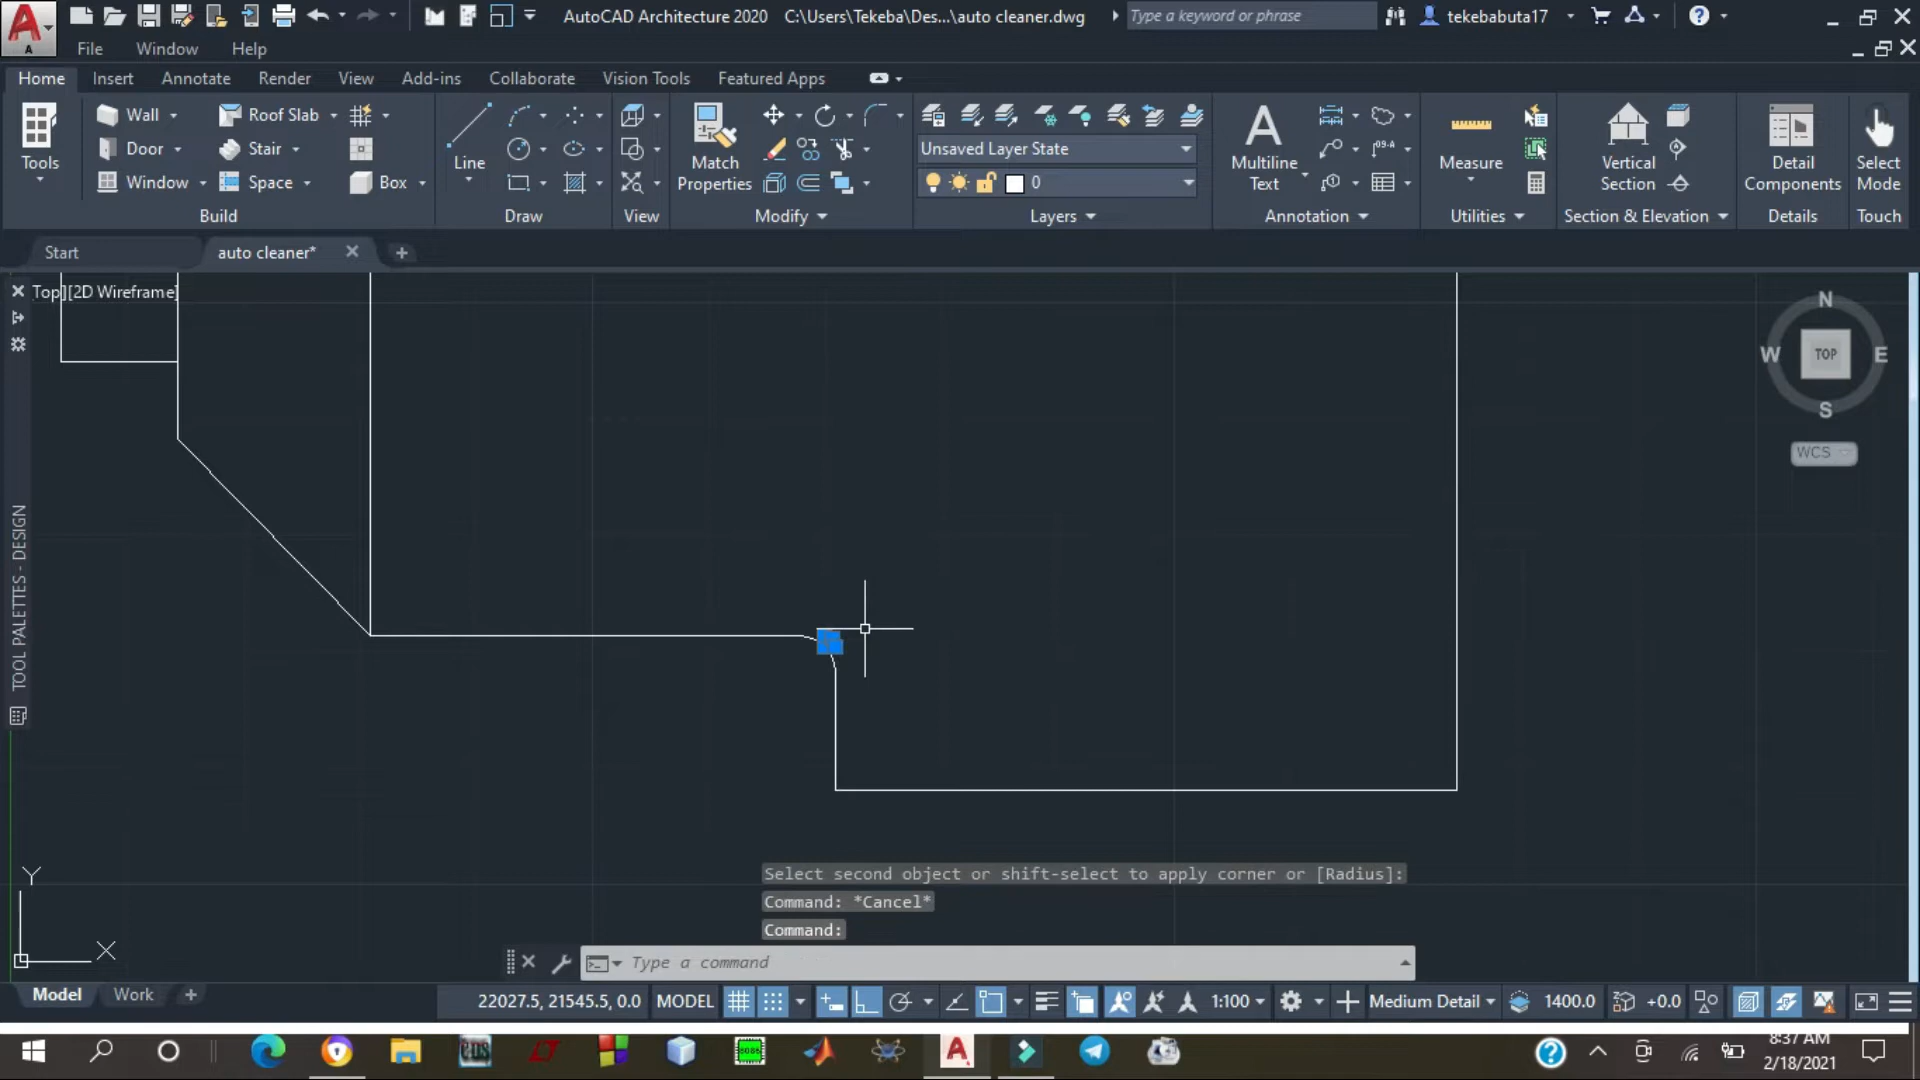 AutoCAD Architecture 2020 C:\Users\Tekeba\Des...\auto cleaner.dwg
Type a keyword or phrase
tekebabuta17
A
File Window Help
Home Insert Annotate Render View Add-ins Collaborate Vision Tools Featured Apps
Tools
Wall
Door
Window
Roof Slab
Stair
Space
Box
Build
Line
Draw
View
Match
Properties
Modify
Unsaved Layer State
0
Layers
Multiline
Text
Annotation
Measure
Utilities
Vertical
Section
Section & Elevation
Detail
Components
Details
Select
Mode
Touch
Start
auto cleaner*
Top][2D Wireframe]
N
W TOP E
S
WCS
TOOL PALETTES - DESIGN
Y
X
Select second object or shift-select to apply corner or [Radius]:
Command: *Cancel*
Command:
Type a command
Model Work
22027.5, 21545.5, 0.0 MODEL
1:100
Medium Detail
1400.0
+0.0
8:37 AM
2/18/2021